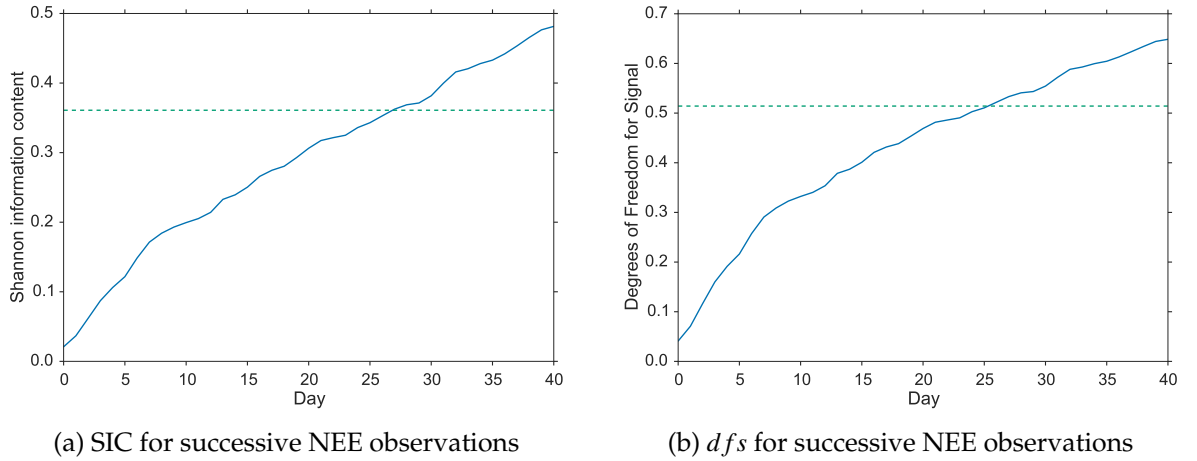 0.5
0.4
0.3
0.2
0.1
0.0
Shannon information content
0 5 10 15 20 25 30 35 40
Day
(a) SIC for successive NEE observations
0.7
0.6
0.5
0.4
0.3
0.2
0.1
0.0
Degrees of Freedom for Signal
0 5 10 15 20 25 30 35 40
Day
(b) dfs for successive NEE observations